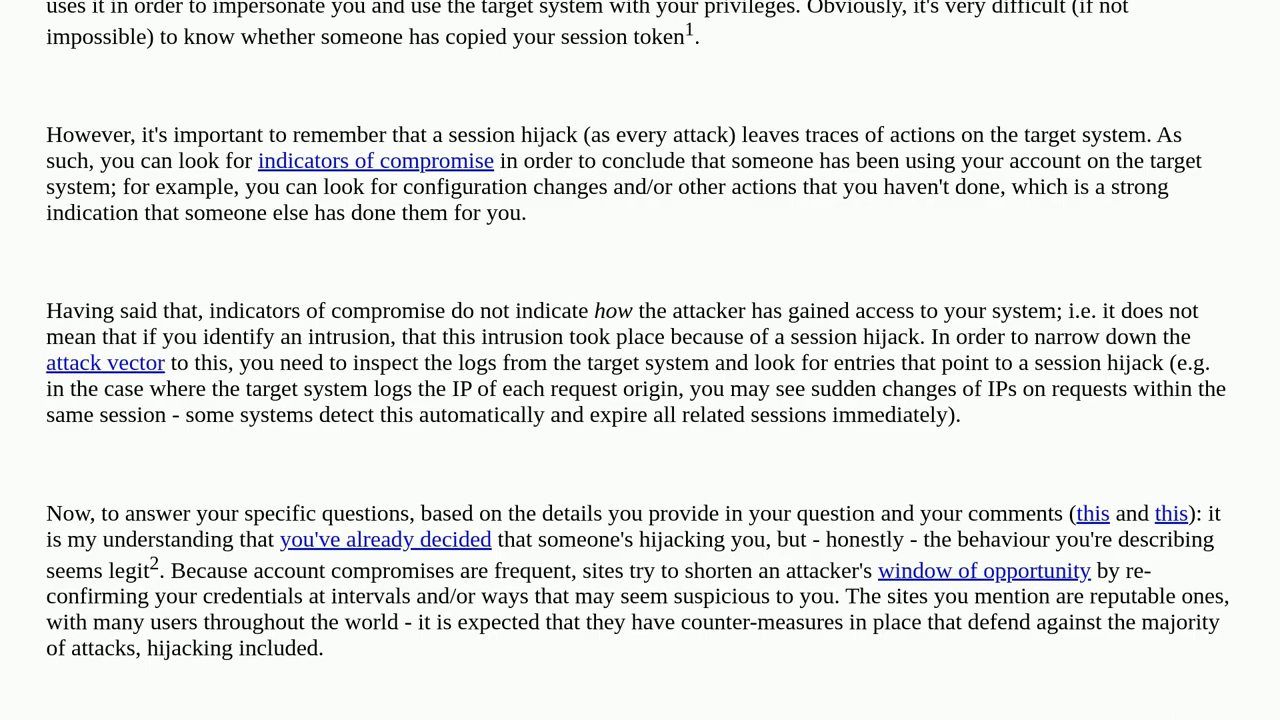 uses it in order to impersonate you and use the target system with your privileges. Obviously, it's very difficult (if not
impossible) to know whether someone has copied your session token1.
However, it's important to remember that a session hijack (as every attack) leaves traces of actions on the target system. As
such, you can look for indicators of compromise in order to conclude that someone has been using your account on the target
system; for example, you can look for configuration changes and/or other actions that you haven't done, which is a strong
indication that someone else has done them for you.
Having said that, indicators of compromise do not indicate how the attacker has gained access to your system; i.e. it does not
mean that if you identify an intrusion, that this intrusion took place because of a session hijack. In order to narrow down the
attack vector to this, you need to inspect the logs from the target system and look for entries that point to a session hijack (e.g.
in the case where the target system logs the IP of each request origin, you may see sudden changes of IPs on requests within the
same session - some systems detect this automatically and expire all related sessions immediately).
Now, to answer your specific questions, based on the details you provide in your question and your comments (this and this): it
is my understanding that you've already decided that someone's hijacking you, but - honestly - the behaviour you're describing
seems legit2. Because account compromises are frequent, sites try to shorten an attacker's window of opportunity by re-
confirming your credentials at intervals and/or ways that may seem suspicious to you. The sites you mention are reputable ones,
with many users throughout the world - it is expected that they have counter-measures in place that defend against the majority
of attacks, hijacking included.